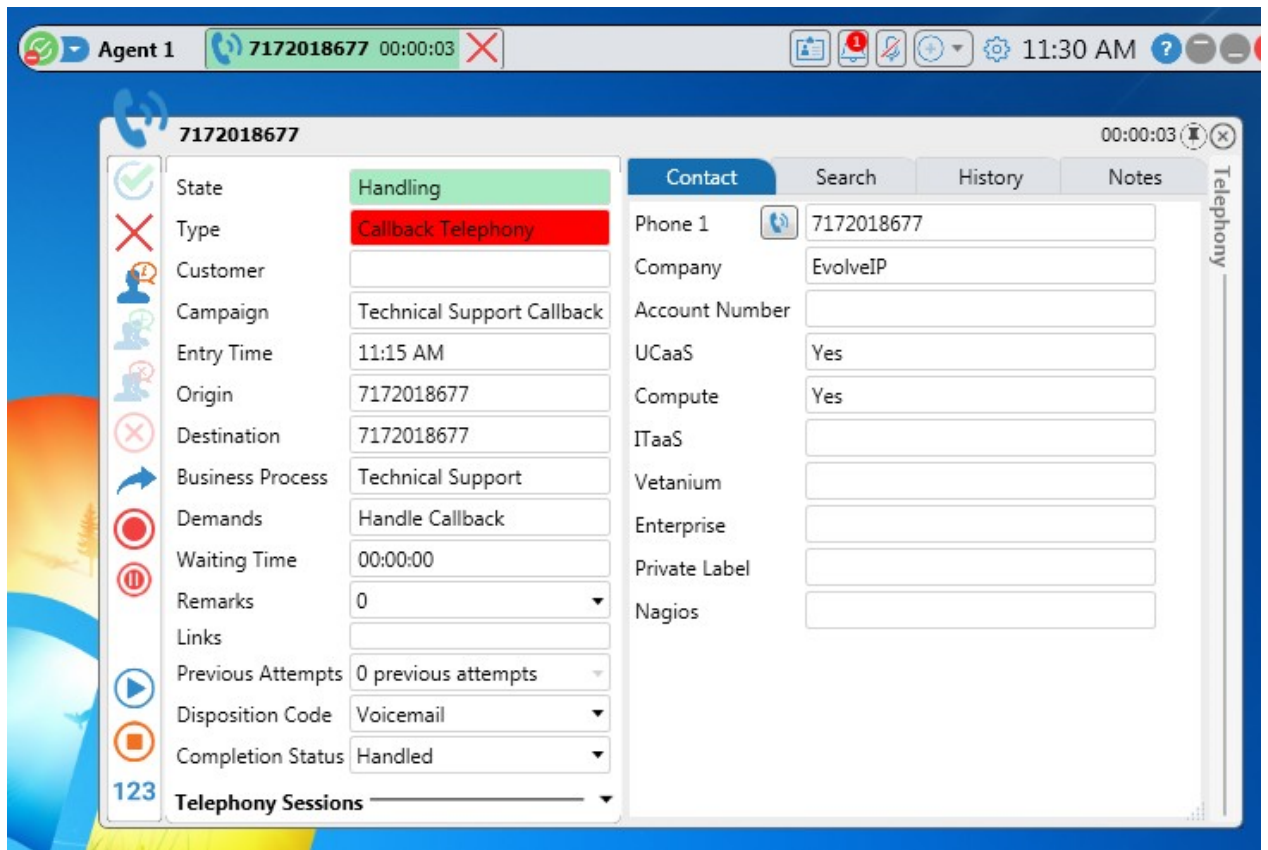 Agent 1 7172018677 00:00:03 1 11:30 AM ?
7172018677 00:00:03
Contact Search History Notes
Telephony
State Handling
Type Callback Telephony
Customer
Campaign Technical Support Callback
Entry Time 11:15 AM
Origin 7172018677
Destination 7172018677
Business Process Technical Support
Demands Handle Callback
Waiting Time 00:00:00
Remarks 0
Links
Previous Attempts 0 previous attempts
Disposition Code Voicemail
Completion Status Handled
123
Telephony Sessions
Phone 1 7172018677
Company EvolveIP
Account Number
UCaaS Yes
Compute Yes
ITaaS
Vetanium
Enterprise
Private Label
Nagios